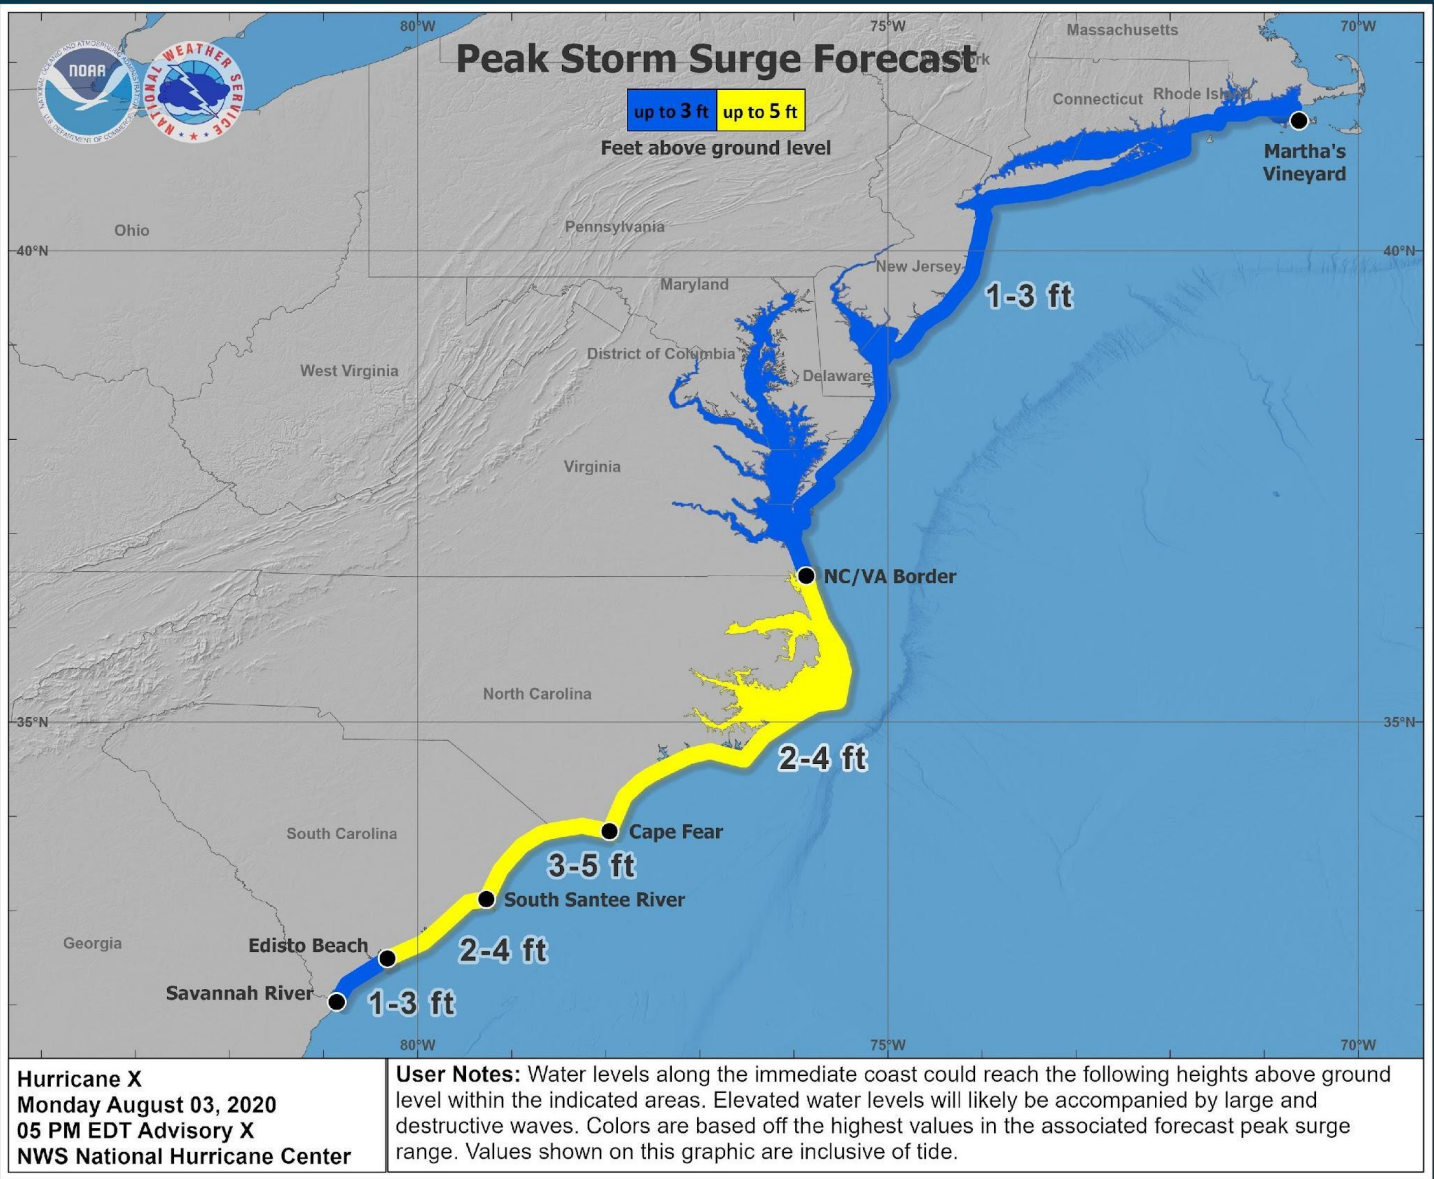 80°W
75°W
70°W
Massachusetts
NOAA
NATIONAL WEATHER SERVICE
Peak Storm Surge Forecast
up to 3 ft
up to 5 ft
Feet above ground level
Connecticut
Rhode Island
Martha's
Vineyard
Ohio
Pennsylvania
40°N
40°N
New Jersey
Maryland
1-3 ft
District of Columbia
West Virginia
Delaware
Virginia
NC/VA Border
North Carolina
35°N
35°N
2-4 ft
South Carolina
Cape Fear
3-5 ft
South Santee River
Georgia
Edisto Beach
2-4 ft
Savannah River
1-3 ft
80°W
75°W
70°W
Hurricane X
Monday August 03, 2020
05 PM EDT Advisory X
NWS National Hurricane Center
User Notes: Water levels along the immediate coast could reach the following heights above ground
level within the indicated areas. Elevated water levels will likely be accompanied by large and
destructive waves. Colors are based off the highest values in the associated forecast peak surge
range. Values shown on this graphic are inclusive of tide.